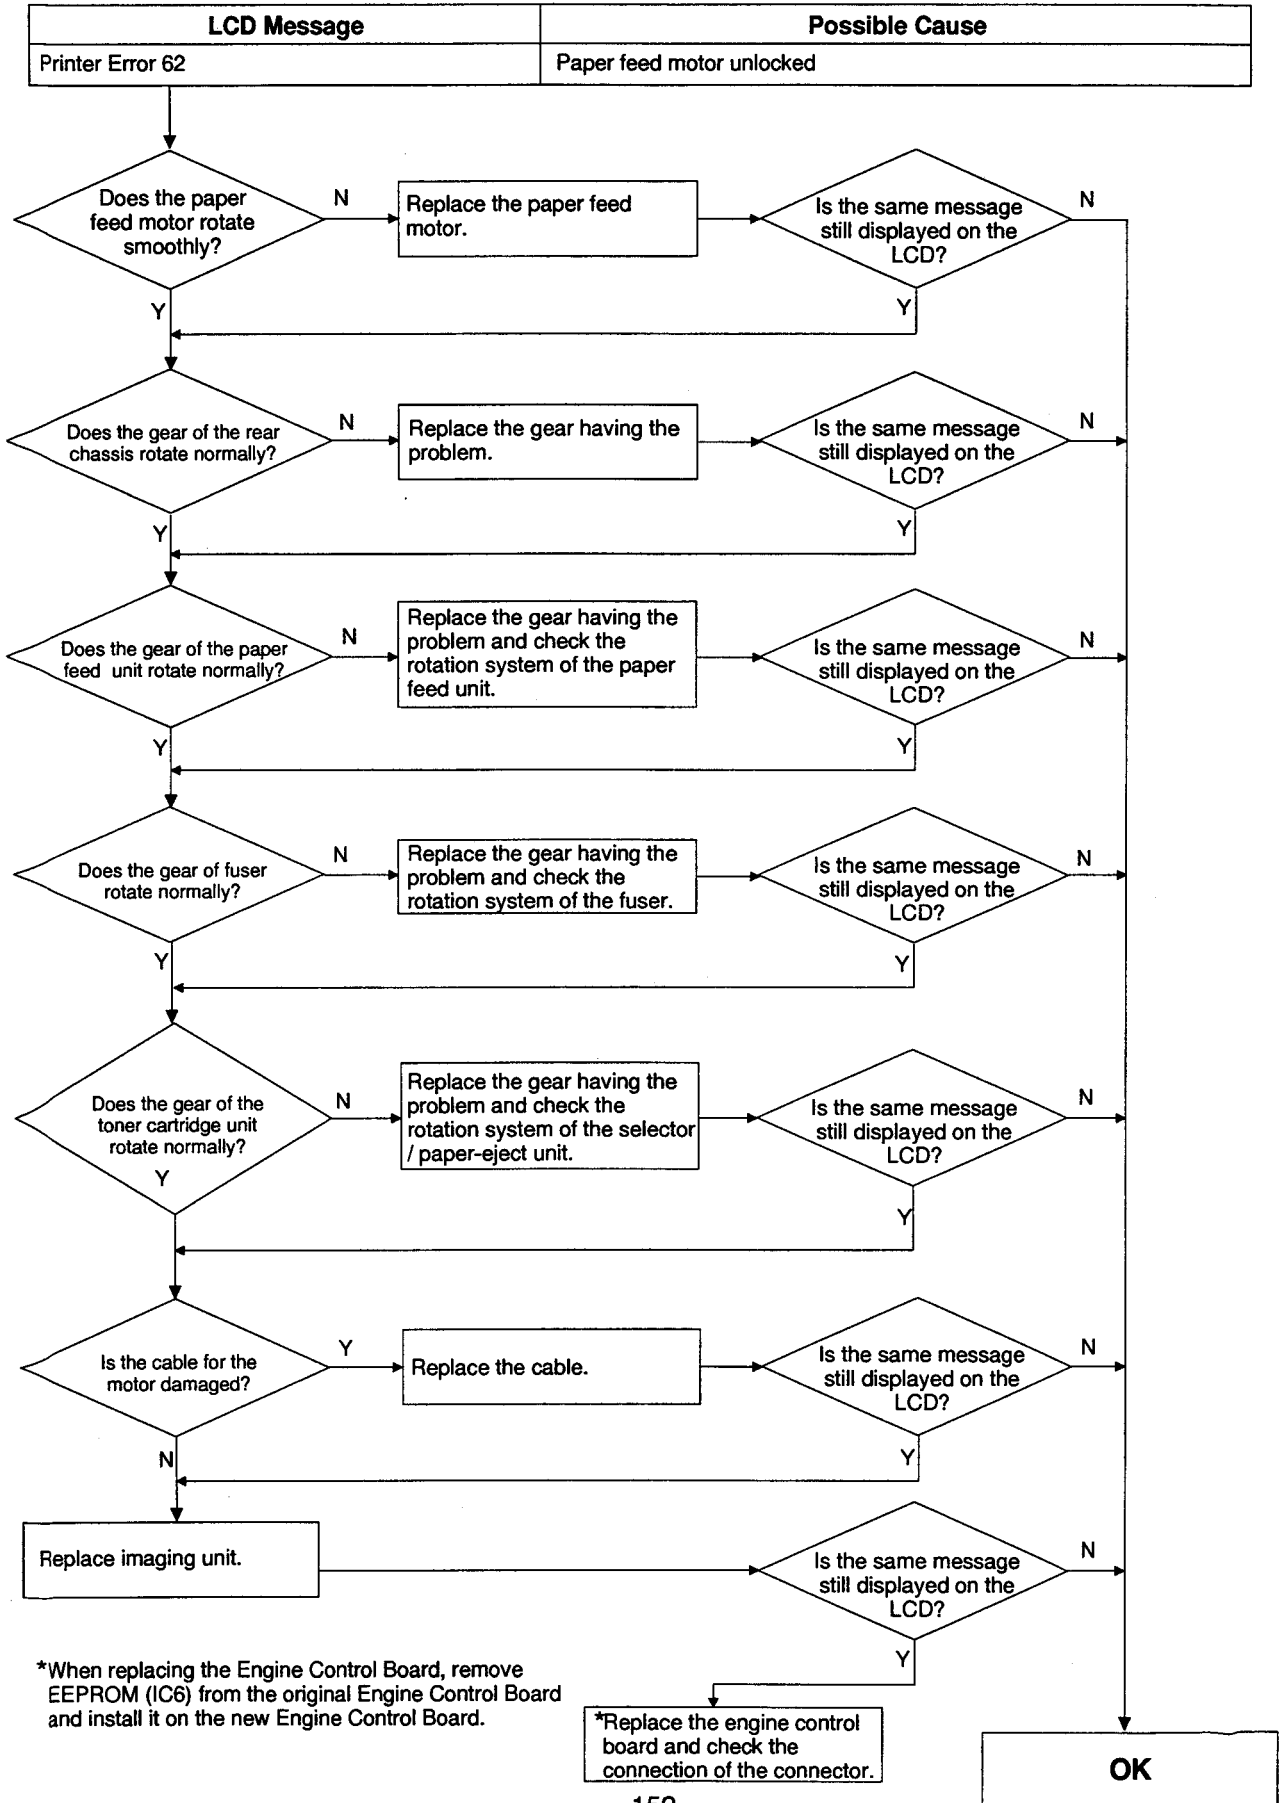 LCD Message
Possible Cause
Printer Error 62
Paper feed motor unlocked
Does the paper
feed motor rotate
smoothly?
N
Replace the paper feed
motor.
Is the same message
still displayed on the
LCD?
N
Y
Y
Does the gear of the rear
chassis rotate normally?
N
Replace the gear having the
problem.
Is the same message
still displayed on the
LCD?
N
Y
Y
Does the gear of the paper
feed unit rotate normally?
N
Replace the gear having the
problem and check the
rotation system of the paper
feed unit.
Is the same message
still displayed on the
LCD?
N
Y
Y
Does the gear of fuser
rotate normally?
N
Replace the gear having the
problem and check the
rotation system of the fuser.
Is the same message
still displayed on the
LCD?
N
Y
Y
Does the gear of the
toner cartridge unit
rotate normally?
Y
N
Replace the gear having the
problem and check the
rotation system of the selector
/ paper-eject unit.
Is the same message
still displayed on the
LCD?
N
Y
Is the cable for the
motor damaged?
Y
Replace the cable.
Is the same message
still displayed on the
LCD?
N
N
Y
Replace imaging unit.
Is the same message
still displayed on the
LCD?
N
Y
*When replacing the Engine Control Board, remove
EEPROM (IC6) from the original Engine Control Board
and install it on the new Engine Control Board.
*Replace the engine control
board and check the
connection of the connector.
OK